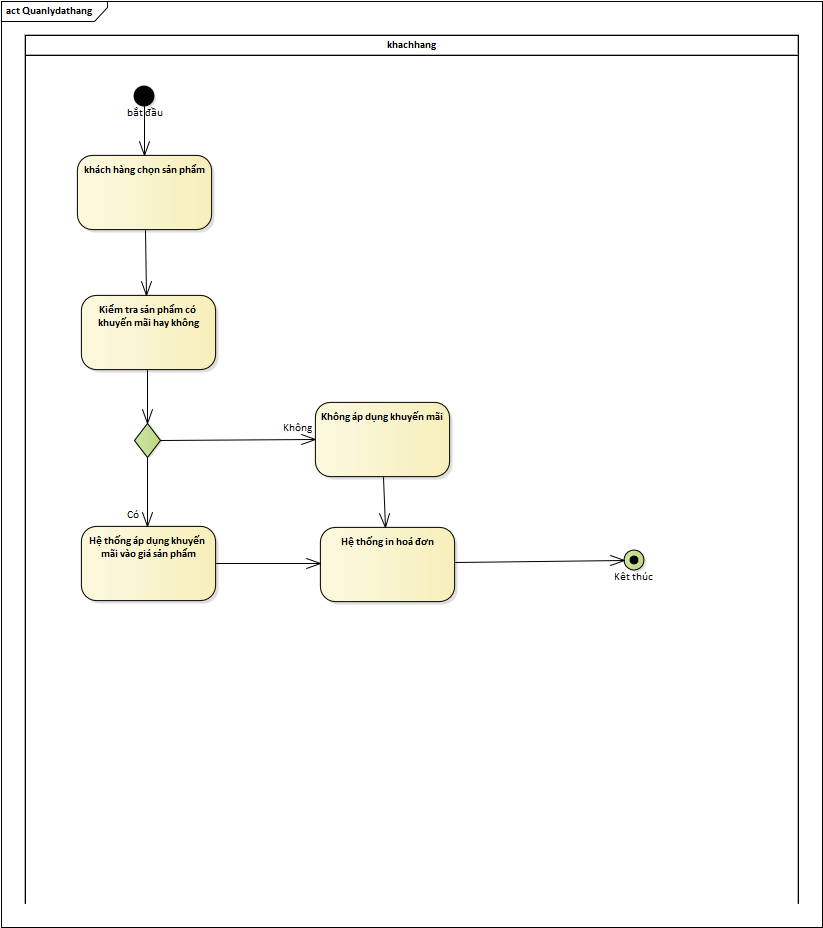 act Quanlydathang
khachhang
bắt đầu
khách hàng chọn sản phẩm
Kiểm tra sản phẩm có
khuyến mãi hay không
Không áp dụng khuyến mãi
Không
Có
Hệ thống áp dụng khuyến
mãi vào giá sản phẩm
Hệ thống in hoá đơn
Kêt thúc